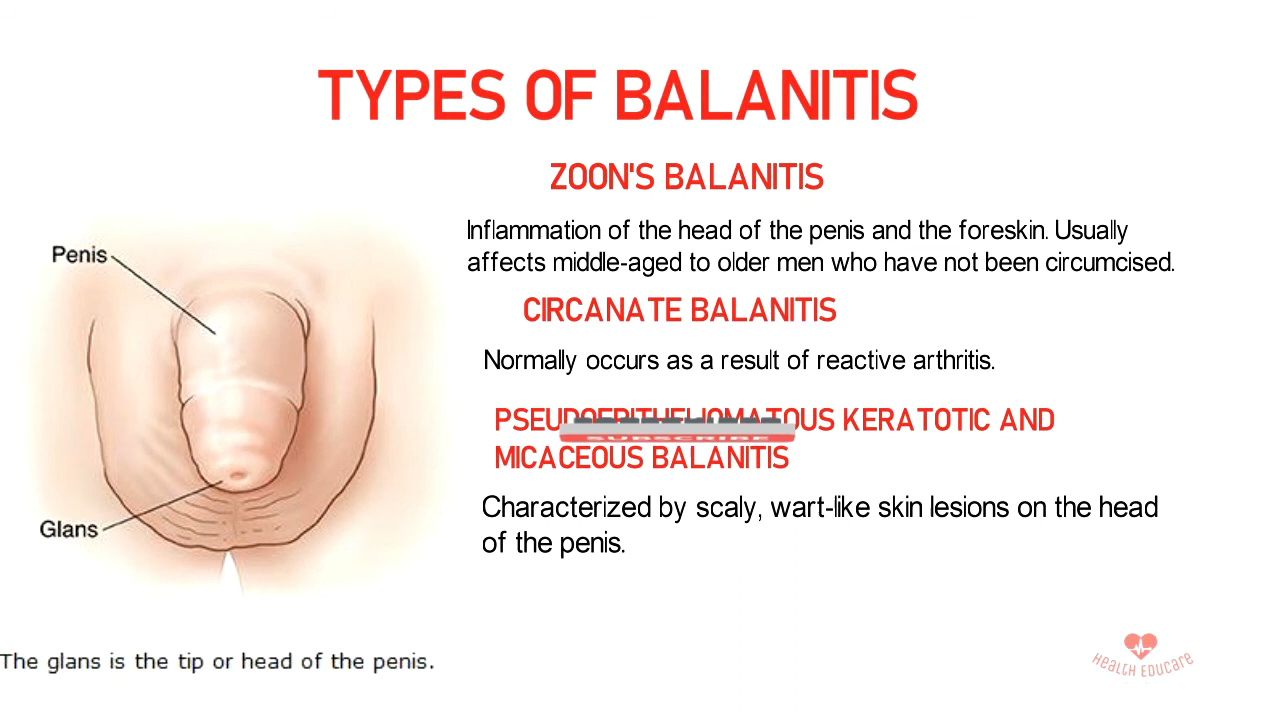 TYPES OF BALANITIS
ZOON'S BALANITIS
Inflammation of the head of the penis and the foreskin. Usually
affects middle-aged to older men who have not been circumcised.
CIRCANATE BALANITIS
Normally occurs as a result of reactive arthritis.
PSEUDOEPITHELIOMATOUS KERATOTIC AND
SUBSCRIBE
MICACEOUS BALANITIS
Characterized by scaly, wart-like skin lesions on the head
of the penis.
Penis
Glans
The glans is the tip or head of the penis.
HEALTH EDUCARE